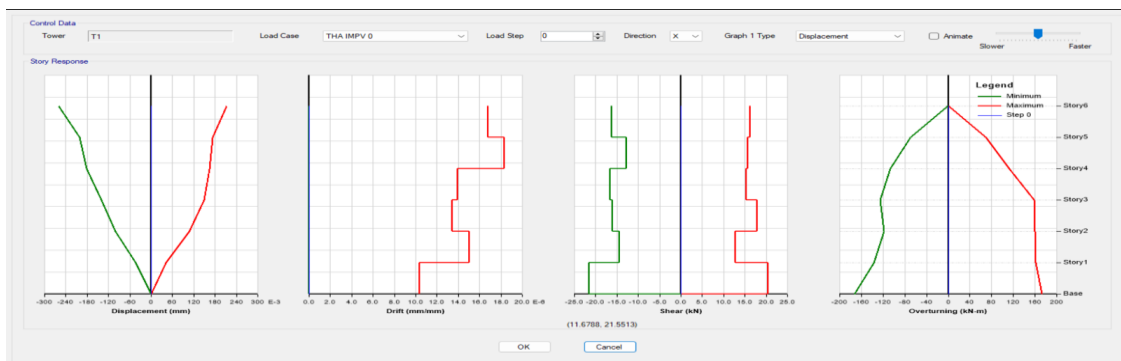 Control Data
Tower T1 Load Case THA IMPV 0 Load Step 0 Direction X Graph 1 Type Displacement Animate
Slower Faster
Story Response
Legend
Minimum
Maximum
Step 0
Story6
Story5
Story4
Story3
Story2
Story1
Base
-300 -240 -180 -120 -60 0 60 120 180 240 300 E-3
Displacement (mm)
0.0 2.0 4.0 6.0 8.0 10.0 12.0 14.0 16.0 18.0 20.0 E-6
Drift (mm/mm)
-25.0 -20.0 -15.0 -10.0 -5.0 0.0 5.0 10.0 15.0 20.0 25.0
Shear (kN)
-200 -160 -120 -80 -40 0 40 80 120 160 200
Overturning (kN-m)
(11.6788, 21.5513)
OK Cancel